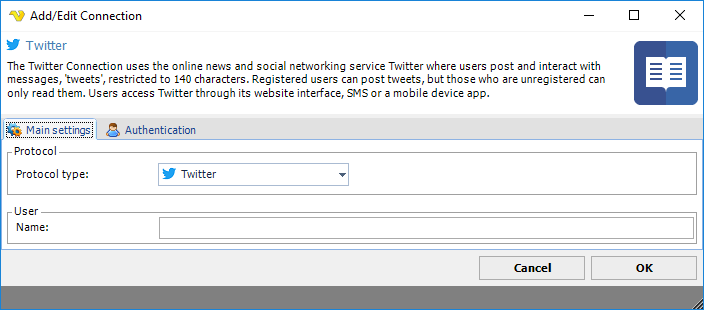 Add/Edit Connection
Twitter
The Twitter Connection uses the online news and social networking service Twitter where users post and interact with
messages, 'tweets', restricted to 140 characters. Registered users can post tweets, but those who are unregistered can
only read them. Users access Twitter through its website interface, SMS or a mobile device app.
Main settings Authentication
Protocol
Protocol type: Twitter
User
Name:
Cancel OK